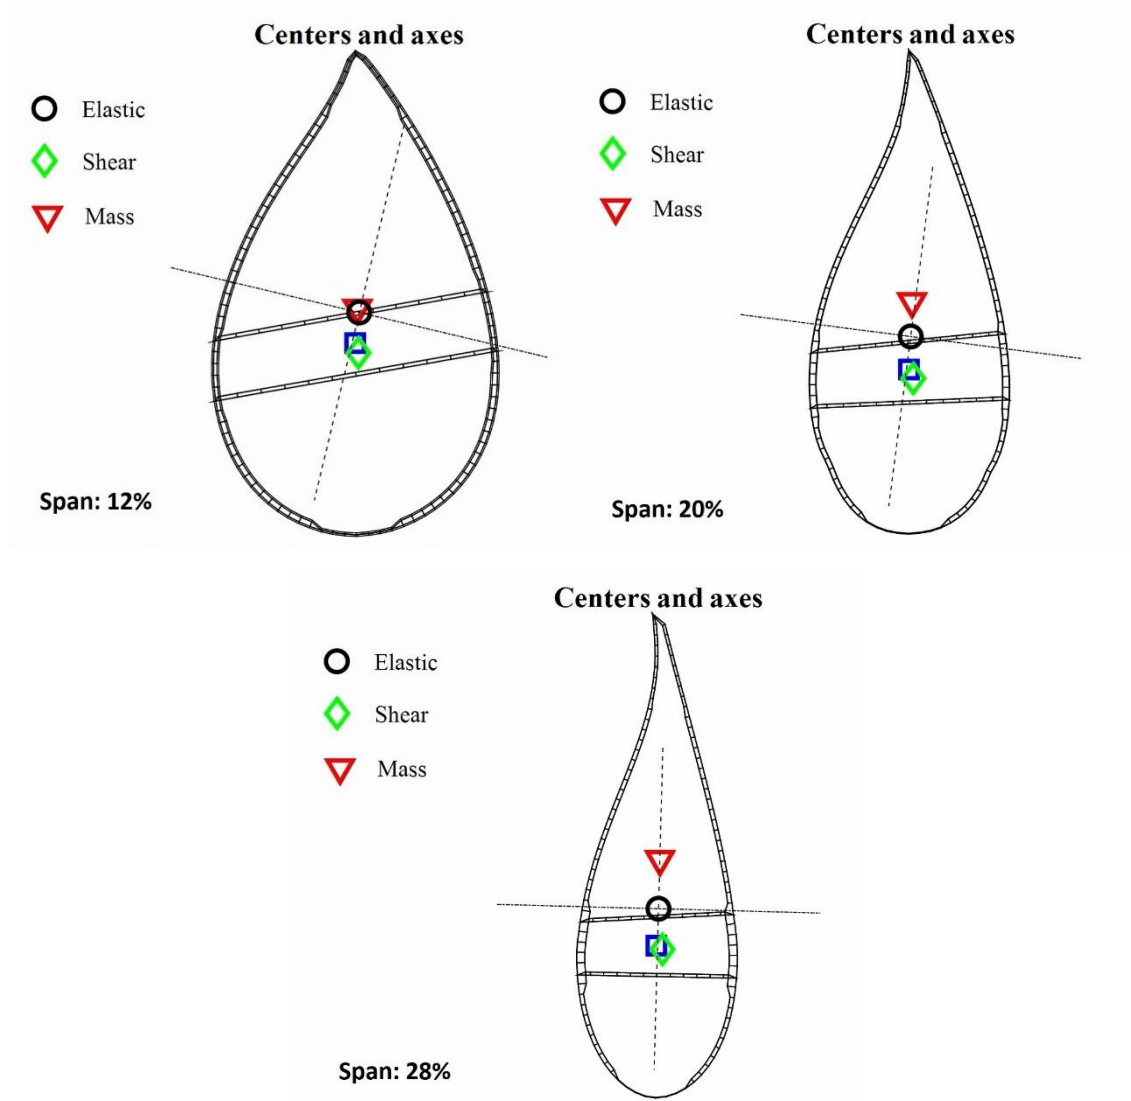 Centers and axes
Elastic
Shear
Mass
Span: 12%
Centers and axes
Elastic
Shear
Mass
Span: 20%
Centers and axes
Elastic
Shear
Mass
Span: 28%